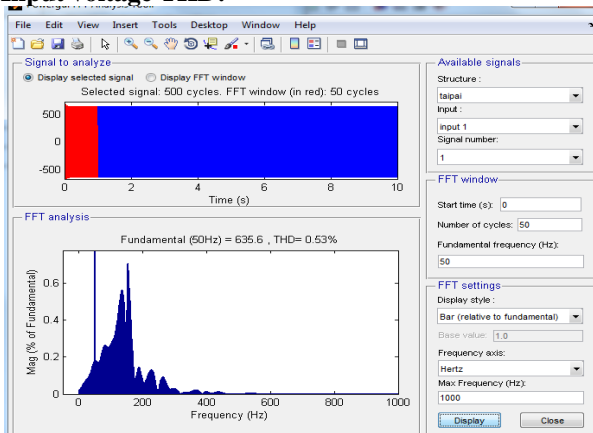 Input voltage THD:
File Edit View Insert Tools Desktop Window Help
Signal to analyze
Display selected signal Display FFT window
Selected signal: 500 cycles. FFT window (in red): 50 cycles
500
0
-500
0 2 4 6 8 10
Time (s)
FFT analysis
Fundamental (50Hz) = 635.6 , THD= 0.53%
Mag (% of Fundamental)
0.6
0.4
0.2
0
0 200 400 600 800 1000
Frequency (Hz)
Available signals
Structure :
taipai
Input :
input 1
Signal number:
1
FFT window
Start time (s): 0
Number of cycles: 50
Fundamental frequency (Hz):
50
FFT settings
Display style :
Bar (relative to fundamental)
Base value: 1.0
Frequency axis:
Hertz
Max Frequency (Hz):
1000
Display Close